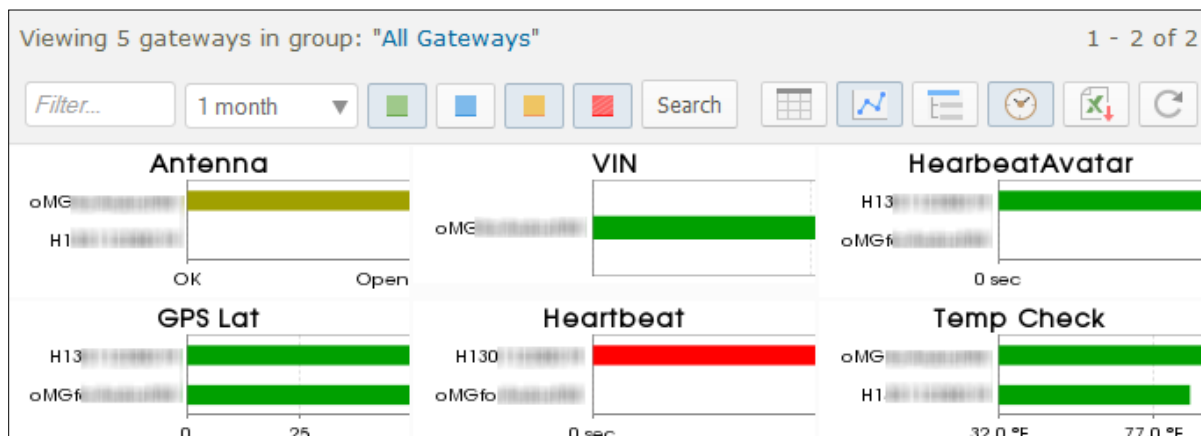 Viewing 5 gateways in group: "All Gateways"
1 - 2 of 2
Filter...
1 month
Search
Antenna
oMG
H1
OK
Open
VIN
oMG
HearbeatAvatar
H13
oMGf
0 sec
GPS Lat
H13
oMGf
0
25
Heartbeat
H130
oMGfo
0 sec
Temp Check
oMG
H1
32.0 °F
77.0 °F